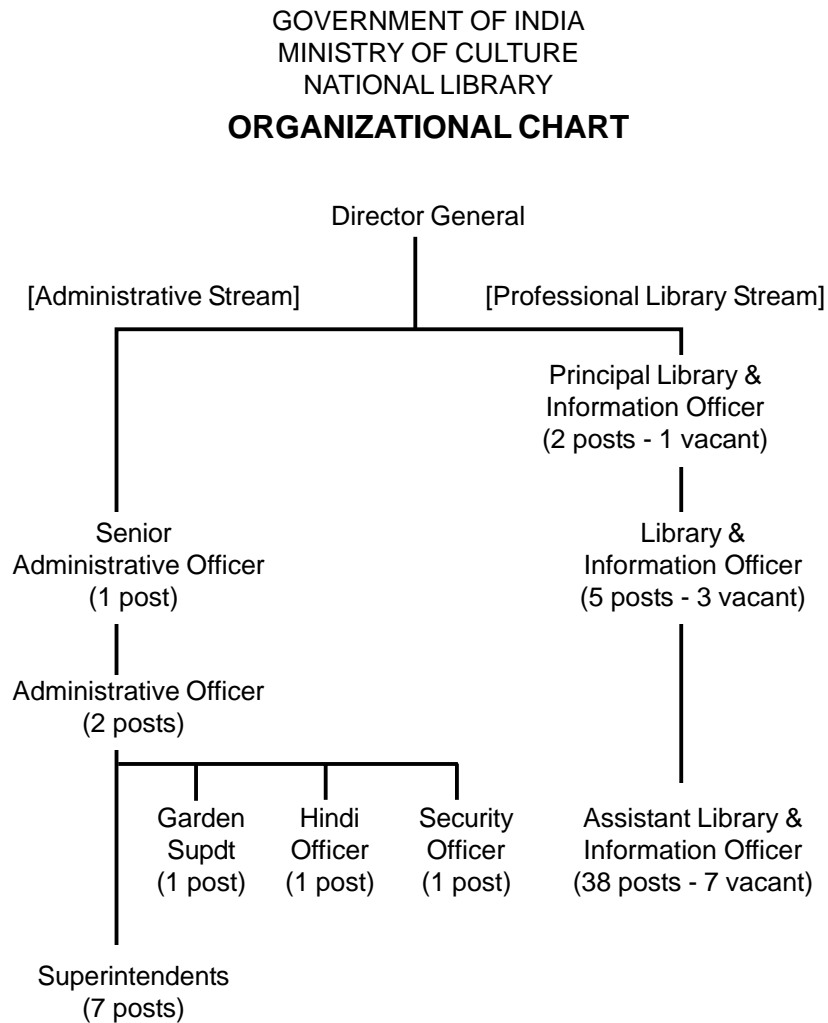 GOVERNMENT OF INDIA
MINISTRY OF CULTURE
NATIONAL LIBRARY
ORGANIZATIONAL CHART
Director General
[Administrative Stream]
[Professional Library Stream]
Principal Library &
Information Officer
(2 posts - 1 vacant)
Senior
Administrative Officer
(1 post)
Library &
Information Officer
(5 posts - 3 vacant)
Administrative Officer
(2 posts)
Garden
Supdt
(1 post)
Hindi
Officer
(1 post)
Security
Officer
(1 post)
Assistant Library &
Information Officer
(38 posts - 7 vacant)
Superintendents
(7 posts)